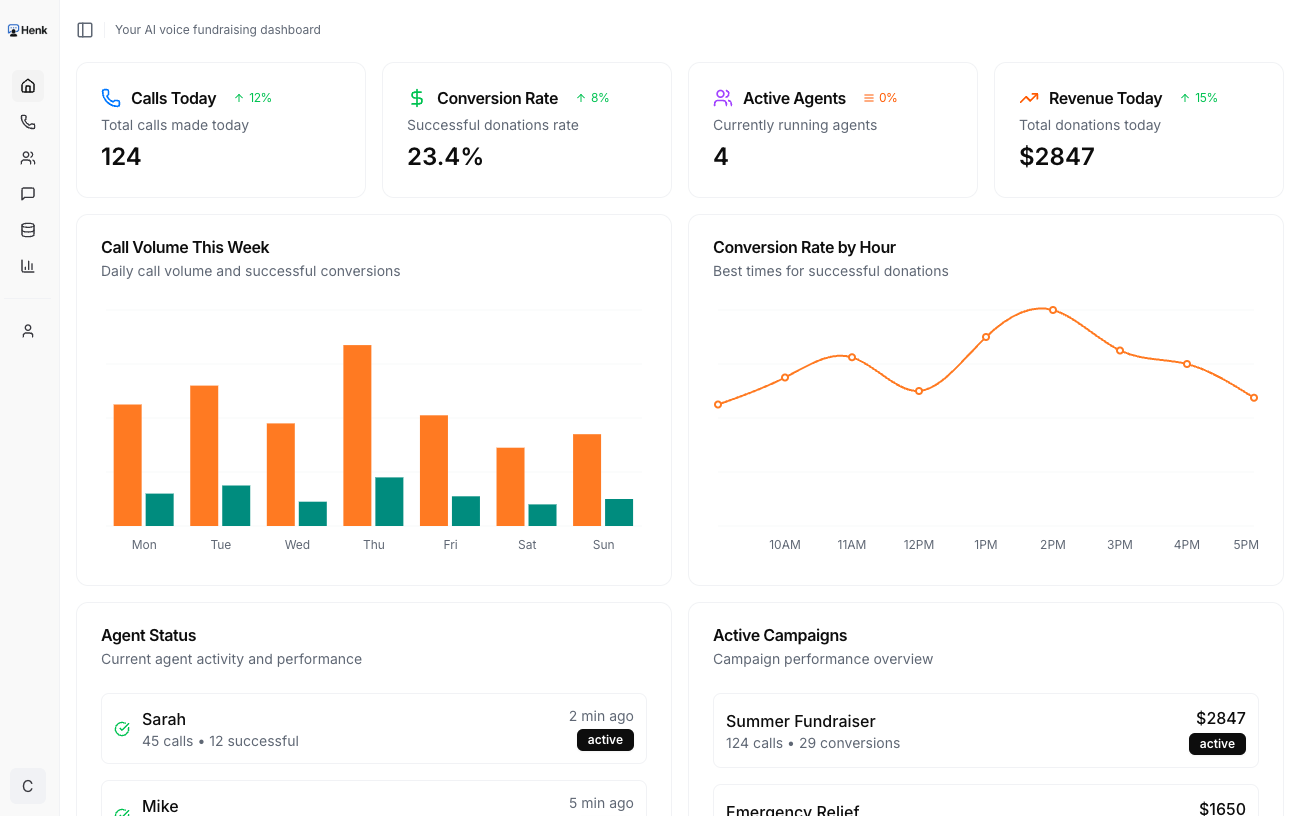 Henk
Your AI voice fundraising dashboard
Calls Today 12%
Total calls made today
124
Conversion Rate 8%
Successful donations rate
23.4%
Active Agents 0%
Currently running agents
4
Revenue Today 15%
Total donations today
$2847
Call Volume This Week
Daily call volume and successful conversions
Mon Tue Wed Thu Fri Sat Sun
Conversion Rate by Hour
Best times for successful donations
10AM 11AM 12PM 1PM 2PM 3PM 4PM 5PM
Agent Status
Current agent activity and performance
Sarah 2 min ago
45 calls • 12 successful active
Mike 5 min ago
Active Campaigns
Campaign performance overview
Summer Fundraiser $2847
124 calls • 29 conversions active
Emergency Relief $1650
C